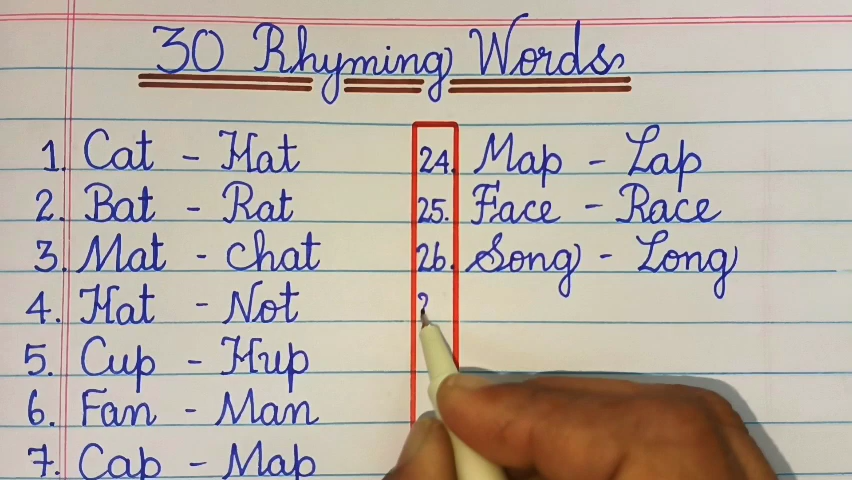 30 Rhyming Words
1. Cat - Hat
2. Bat - Rat
3. Mat - Chat
4. Hat - Not
5. Cup - Hup
6. Fan - Man
7. Cap - Map
24. Map - Lap
25. Face - Race
26. Song - Long
2